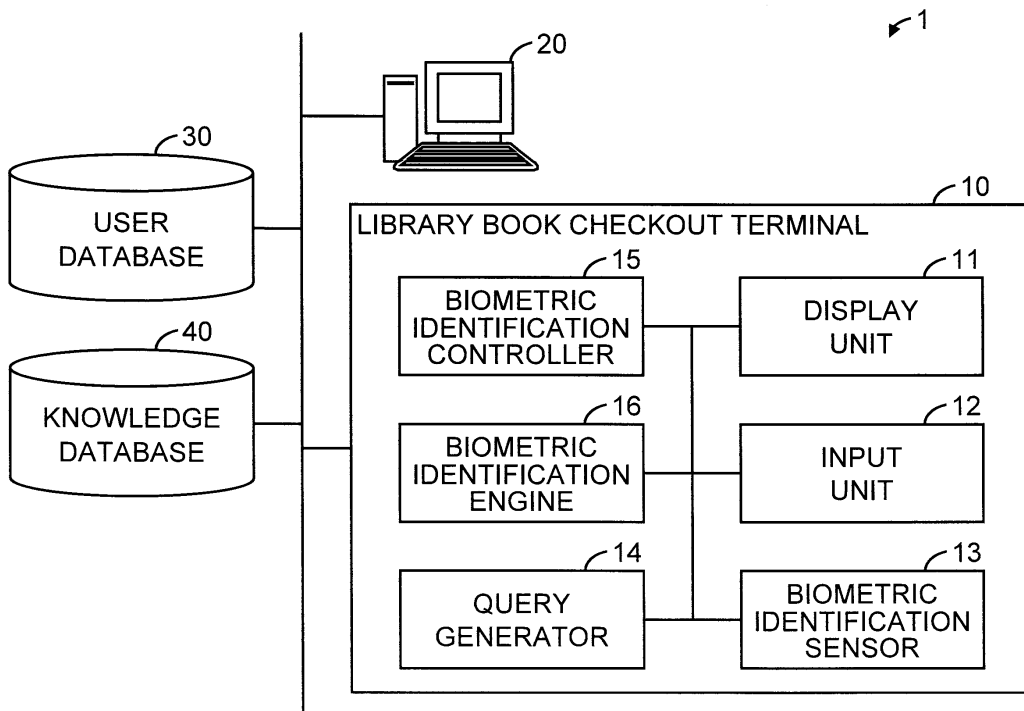 1
20
30
USER
DATABASE
40
KNOWLEDGE
DATABASE
10
LIBRARY BOOK CHECKOUT TERMINAL
15
BIOMETRIC
IDENTIFICATION
CONTROLLER
11
DISPLAY
UNIT
16
BIOMETRIC
IDENTIFICATION
ENGINE
12
INPUT
UNIT
14
QUERY
GENERATOR
13
BIOMETRIC
IDENTIFICATION
SENSOR